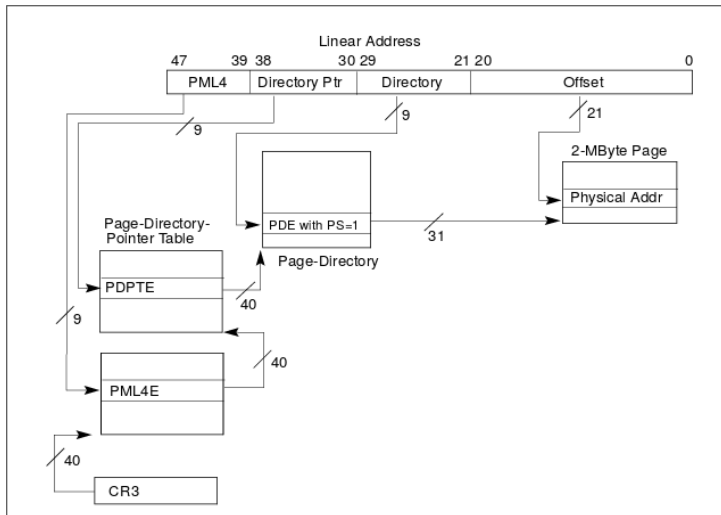 Linear Address
47 39 38 30 29 21 20 0
PML4 Directory Ptr Directory Offset
9 9 21
2-MByte Page
Physical Addr
PDE with PS=1
31
Page-Directory-
Pointer Table
Page-Directory
PDPTE
40
9
40
PML4E
40
CR3